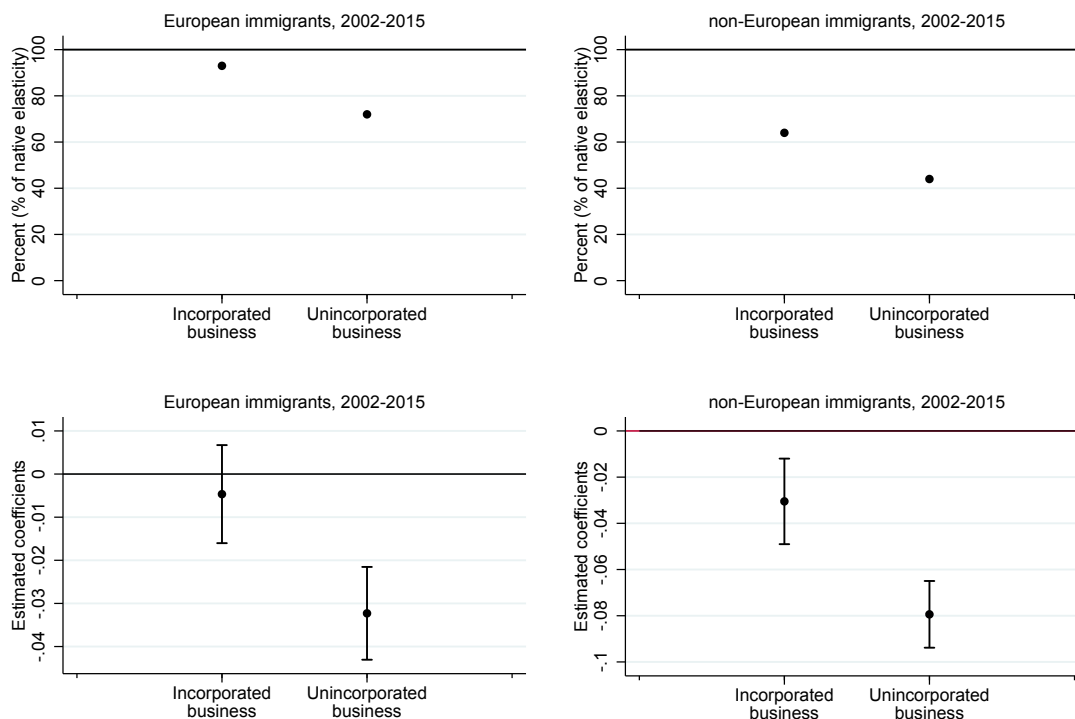 European immigrants, 2002-2015
Percent (% of native elasticity)
100
80
60
40
20
0
Incorporated
business
Unincorporated
business
non-European immigrants, 2002-2015
Percent (% of native elasticity)
100
80
60
40
20
0
Incorporated
business
Unincorporated
business
European immigrants, 2002-2015
Estimated coefficients
.01
0
-.01
-.02
-.03
-.04
Incorporated
business
Unincorporated
business
non-European immigrants, 2002-2015
Estimated coefficients
0
-.02
-.04
-.06
-.08
-.1
Incorporated
business
Unincorporated
business